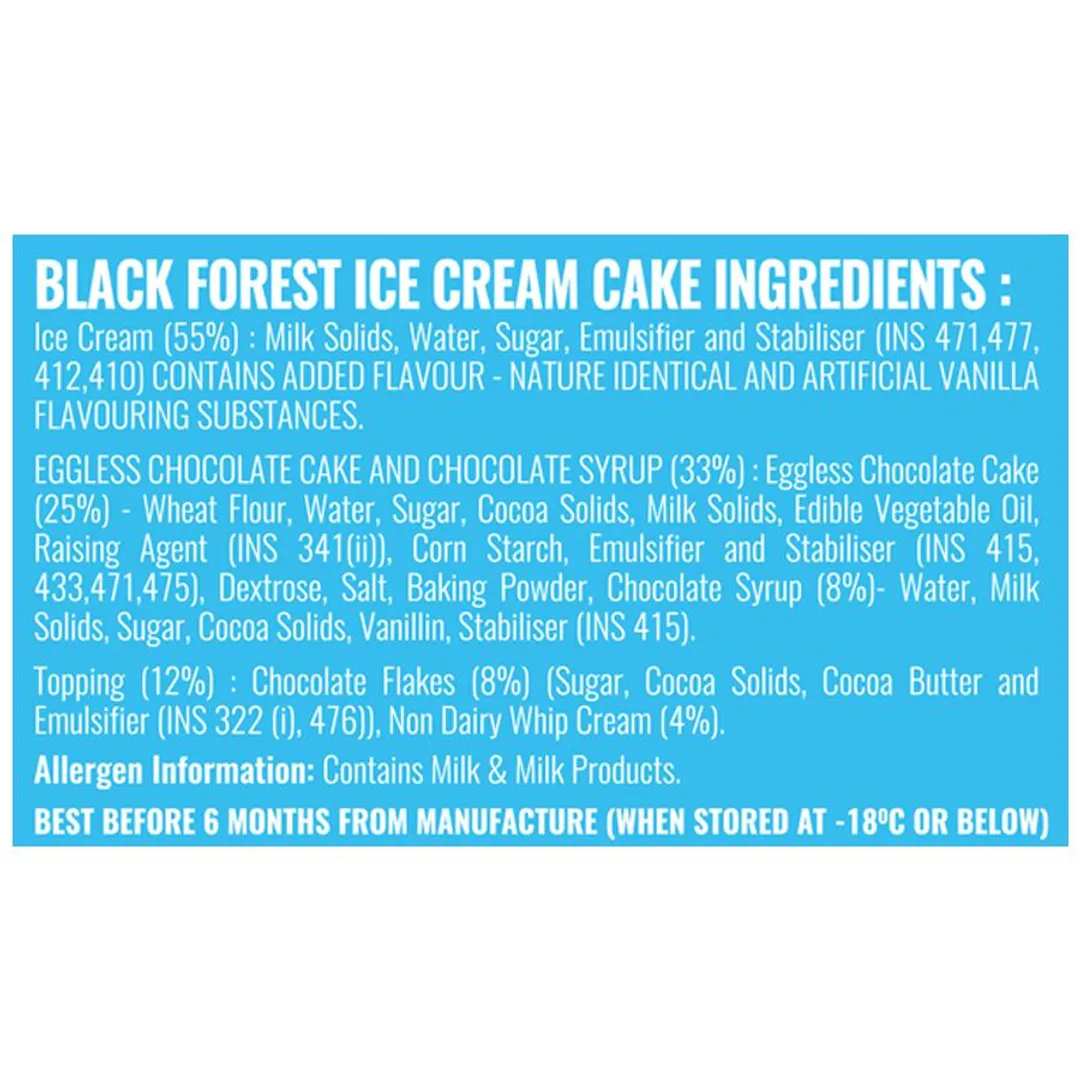 BLACK FOREST ICE CREAM CAKE INGREDIENTS :
Ice Cream (55%) : Milk Solids, Water, Sugar, Emulsifier and Stabiliser (INS 471,477,
412,410) CONTAINS ADDED FLAVOUR - NATURE IDENTICAL AND ARTIFICIAL VANILLA
FLAVOURING SUBSTANCES.
EGGLESS CHOCOLATE CAKE AND CHOCOLATE SYRUP (33%) : Eggless Chocolate Cake
(25%) - Wheat Flour, Water, Sugar, Cocoa Solids, Milk Solids, Edible Vegetable Oil,
Raising Agent (INS 341(ii)), Corn Starch, Emulsifier and Stabiliser (INS 415,
433,471,475), Dextrose, Salt, Baking Powder, Chocolate Syrup (8%)- Water, Milk
Solids, Sugar, Cocoa Solids, Vanillin, Stabiliser (INS 415).
Topping (12%) : Chocolate Flakes (8%) (Sugar, Cocoa Solids, Cocoa Butter and
Emulsifier (INS 322 (i), 476)), Non Dairy Whip Cream (4%).
Allergen Information: Contains Milk & Milk Products.
BEST BEFORE 6 MONTHS FROM MANUFACTURE (WHEN STORED AT -18ºC OR BELOW)